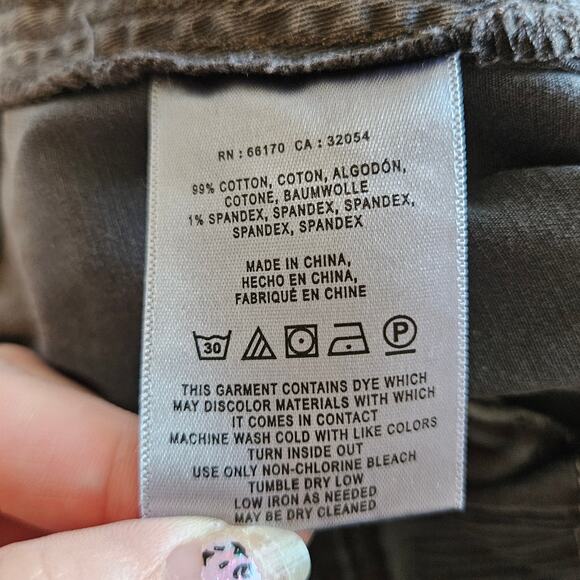 RN : 66170 CA : 32054
99% COTTON, COTON, ALGODÓN,
COTONE, BAUMWOLLE
1% SPANDEX, SPANDEX, SPANDEX,
SPANDEX, SPANDEX
MADE IN CHINA,
HECHO EN CHINA,
FABRIQUÉ EN CHINE
30 P
THIS GARMENT CONTAINS DYE WHICH
MAY DISCOLOR MATERIALS WITH WHICH
IT COMES IN CONTACT
MACHINE WASH COLD WITH LIKE COLORS
TURN INSIDE OUT
USE ONLY NON-CHLORINE BLEACH
TUMBLE DRY LOW
LOW IRON AS NEEDED
MAY BE DRY CLEANED